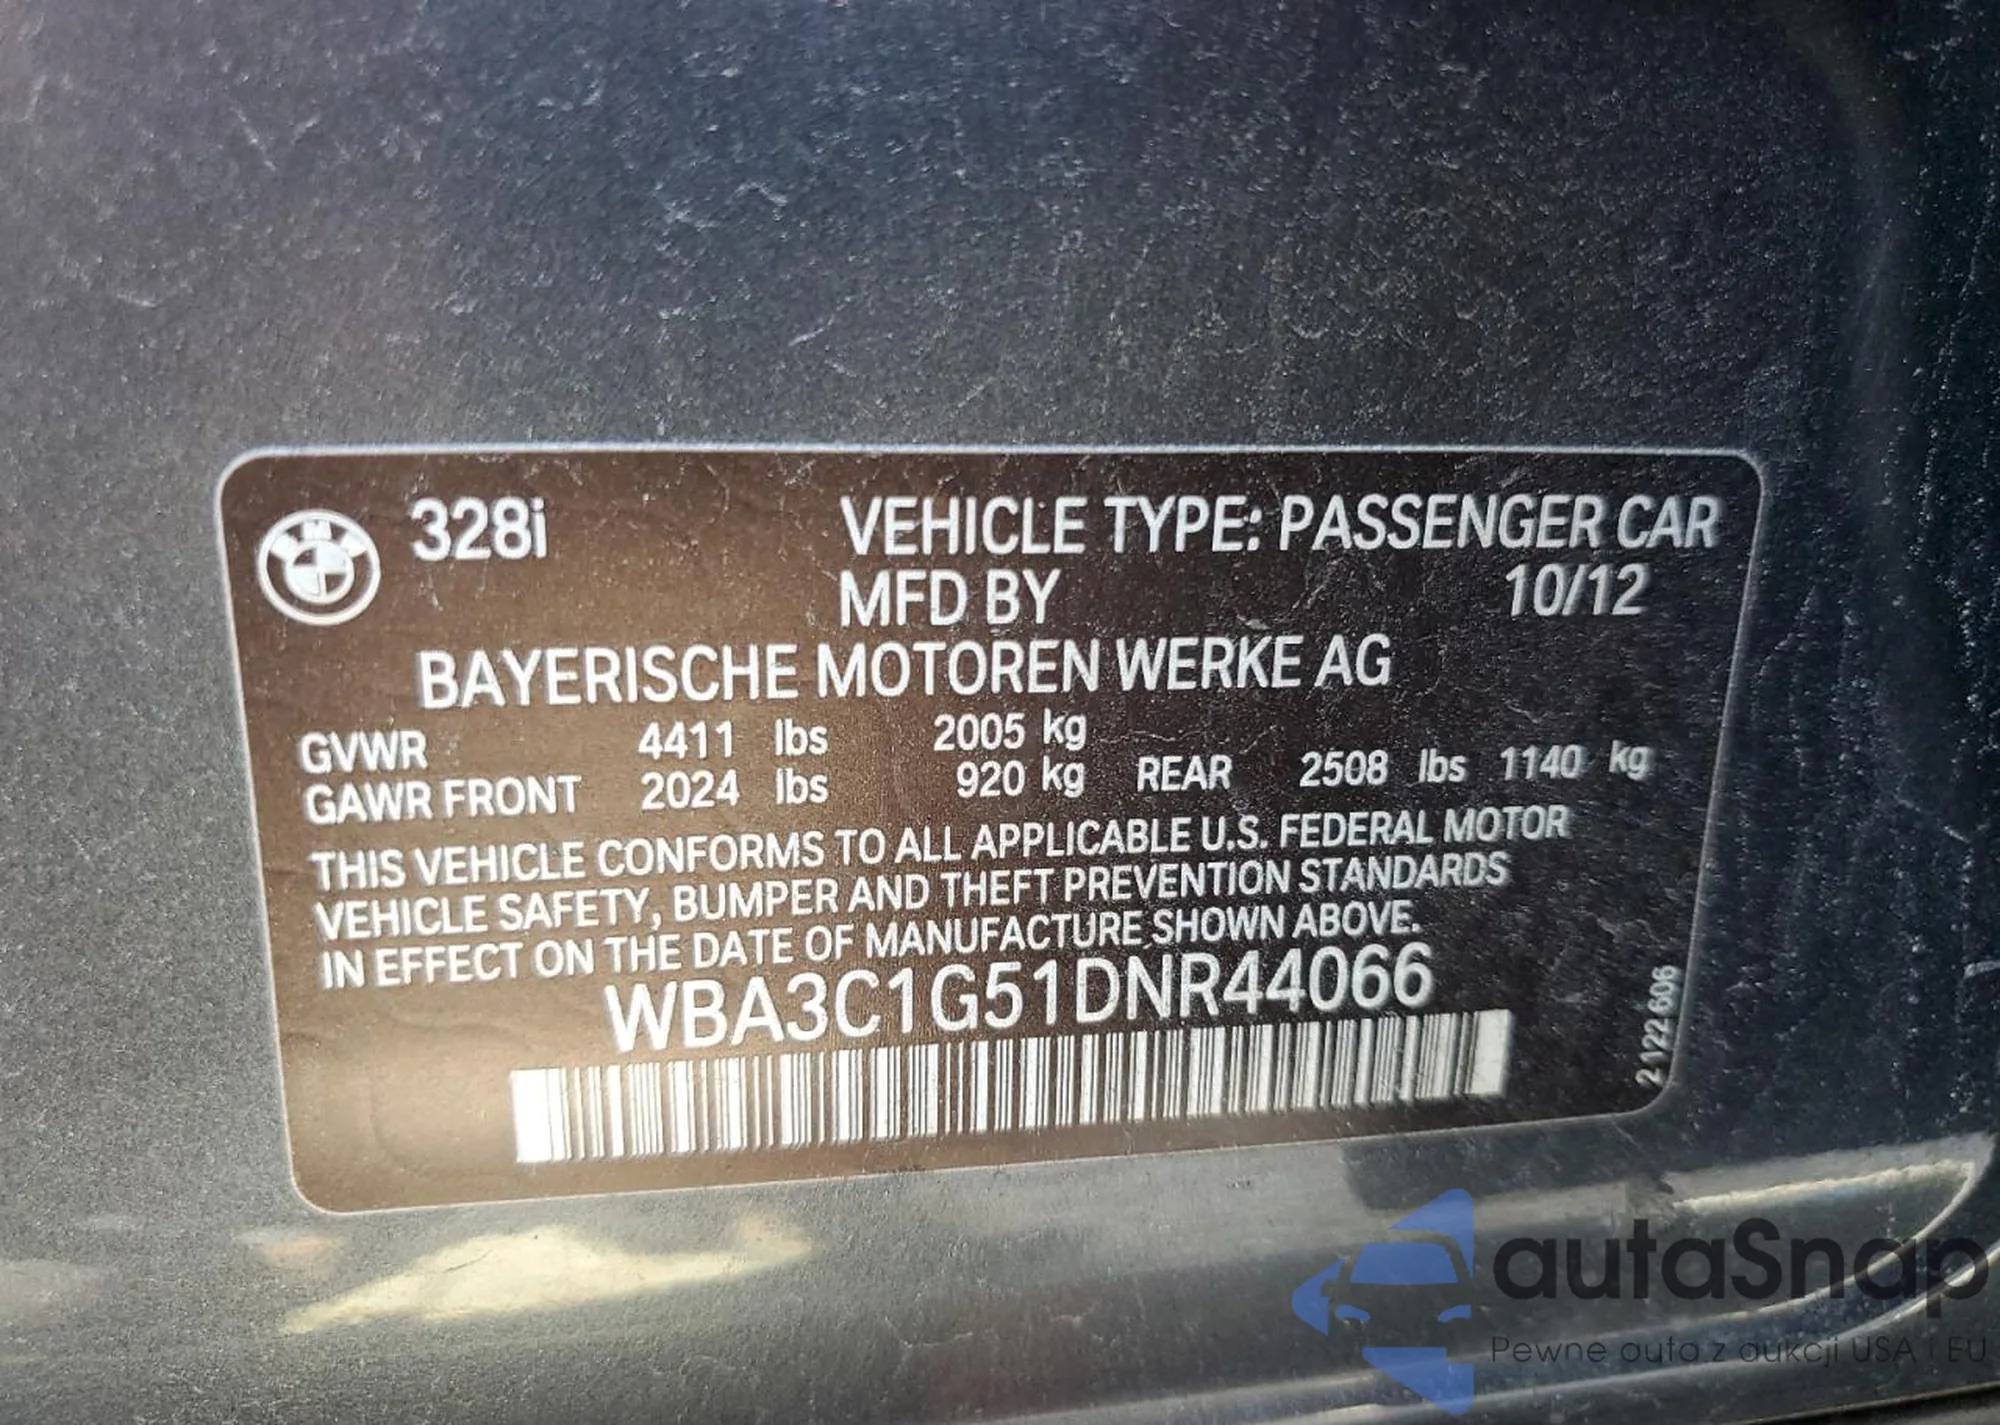 328i VEHICLE TYPE: PASSENGER CAR
MFD BY 10/12
BAYERISCHE MOTOREN WERKE AG
GVWR 4411 lbs 2005 kg
GAWR FRONT 2024 lbs 920 kg REAR 2508 lbs 1140 kg
THIS VEHICLE CONFORMS TO ALL APPLICABLE U.S. FEDERAL MOTOR
VEHICLE SAFETY, BUMPER AND THEFT PREVENTION STANDARDS
IN EFFECT ON THE DATE OF MANUFACTURE SHOWN ABOVE.
WBA3C1G51DNR44066
2 122 606
autaSnap
Pewne auta z aukcji USA i EU